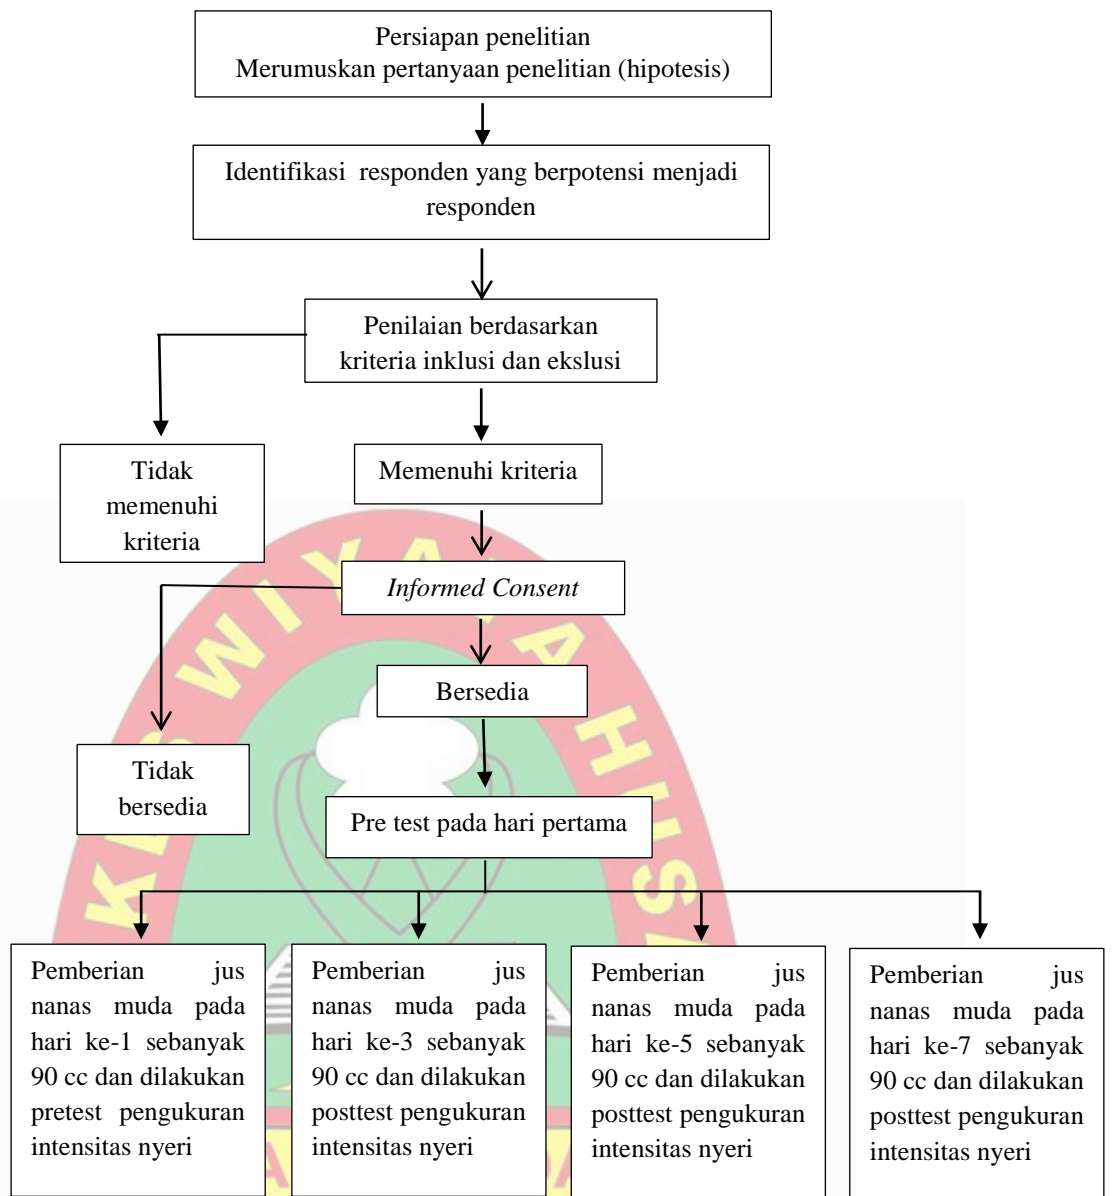 Persiapan penelitian
Merumuskan pertanyaan penelitian (hipotesis)
Identifikasi responden yang berpotensi menjadi
responden
Penilaian berdasarkan
kriteria inklusi dan ekslusi
Tidak
memenuhi
kriteria
Memenuhi kriteria
Informed Consent
Bersedia
Tidak
bersedia
Pre test pada hari pertama
Pemberian jus
nanas muda pada
hari ke-1 sebanyak
90 cc dan dilakukan
pretest pengukuran
intensitas nyeri
Pemberian jus
nanas muda pada
hari ke-3 sebanyak
90 cc dan dilakukan
posttest pengukuran
intensitas nyeri
Pemberian jus
nanas muda pada
hari ke-5 sebanyak
90 cc dan dilakukan
posttest pengukuran
intensitas nyeri
Pemberian jus
nanas muda pada
hari ke-7 sebanyak
90 cc dan dilakukan
posttest pengukuran
intensitas nyeri